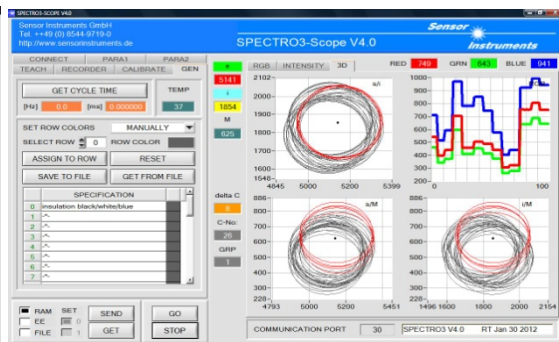 SPECTRO3-SCOPE V4.0
Sensor Instruments GmbH
Tel. ++49 (0) 8544-9719-0
http://www.sensorinstruments.de
SPECTRO3-Scope V4.0
Sensor
Instruments
CONNECT PARA1 PARA2
TEACH RECORDER CALIBRATE GEN
GET CYCLE TIME
TEMP
[Hz] 0.0 [ms] 0.000000 37
SET ROW COLORS MANUALLY
SELECT ROW 0 ROW COLOR
ASSIGN TO ROW RESET
SAVE TO FILE GET FROM FILE
SPECIFICATION
0 insulation black/white/blue
1 -"-
2 -"-
3 -"-
4 -"-
5 -"-
6 -"-
7 -"-
RAM SET SEND GO
EE 0
FILE 1 GET STOP
s
5141
i
1854
M
625
delta C
0
C-No:
26
GRP
1
RGB INTENSITY 3D
RED 749 GRN 643 BLUE 941
2102
2000
1900
1800
1700
1600
1548
4845 5000 5200 5399
s/i
1000
900
800
700
600
500
400
300
200
100 200
886
800
700
600
500
400
300
228
4793 5000 5200 5451
s/M
886
800
700
600
500
400
300
228
1496 1600 1800 2000 2154
i/M
COMMUNICATION PORT 30 SPECTRO3 V4.0 RT Jan 30 2012